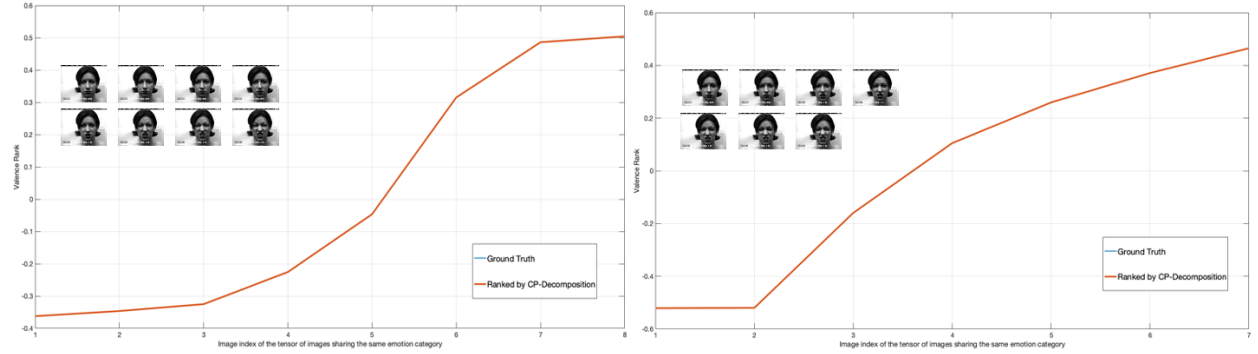 0.6
0.5
0.4
0.3
0.2
0.1
0
-0.1
-0.2
-0.3
-0.4
Valence Rank
Ground Truth
Ranked by CP-Decomposition
1 2 3 4 5 6 7 8
Image index of the tensor of images sharing the same emotion category
0.6
0.4
0.2
0
-0.2
-0.4
-0.6
Valence Rank
Ground Truth
Ranked by CP-Decomposition
1 2 3 4 5 6 7
Image index of the tensor of images sharing the same emotion category